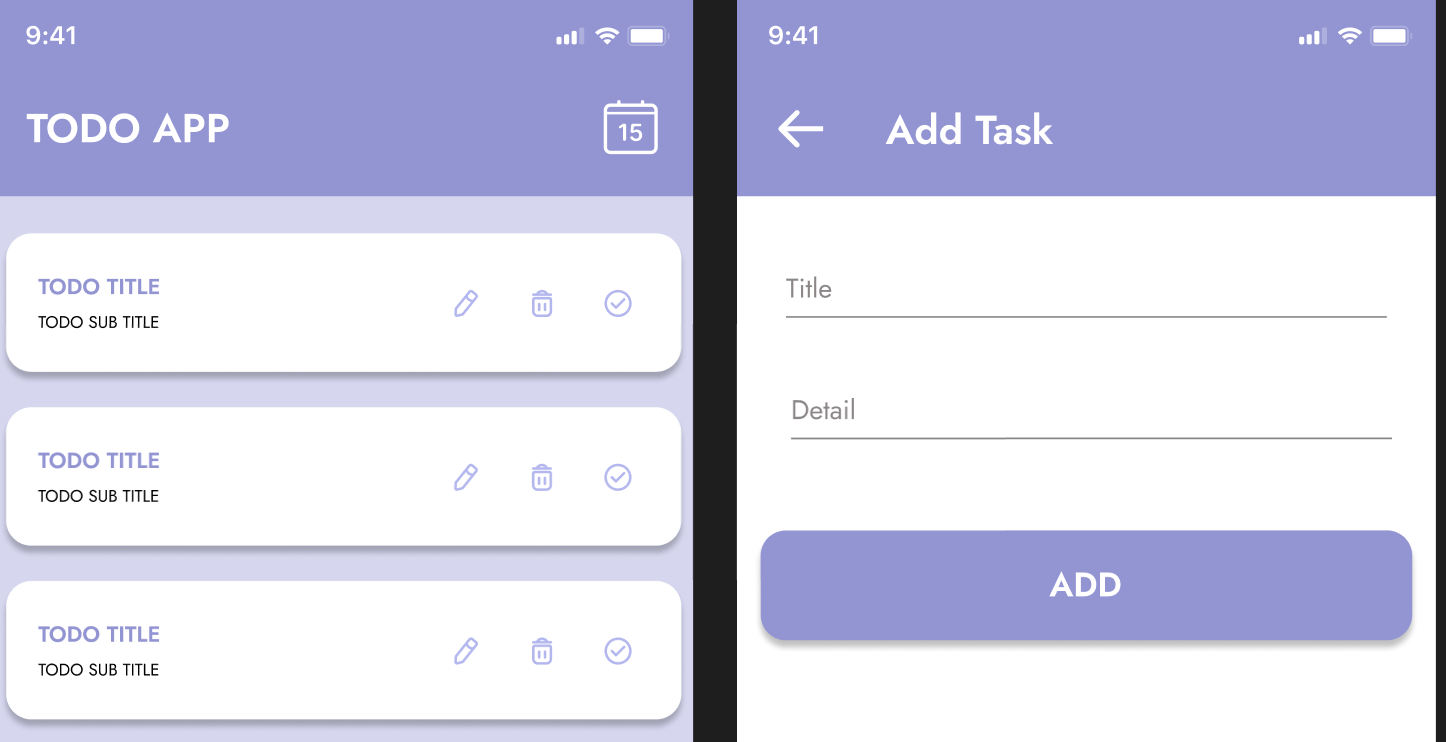 9:41
TODO APP
15
TODO TITLE
TODO SUB TITLE
TODO TITLE
TODO SUB TITLE
TODO TITLE
TODO SUB TITLE
9:41
Add Task
Title
Detail
ADD